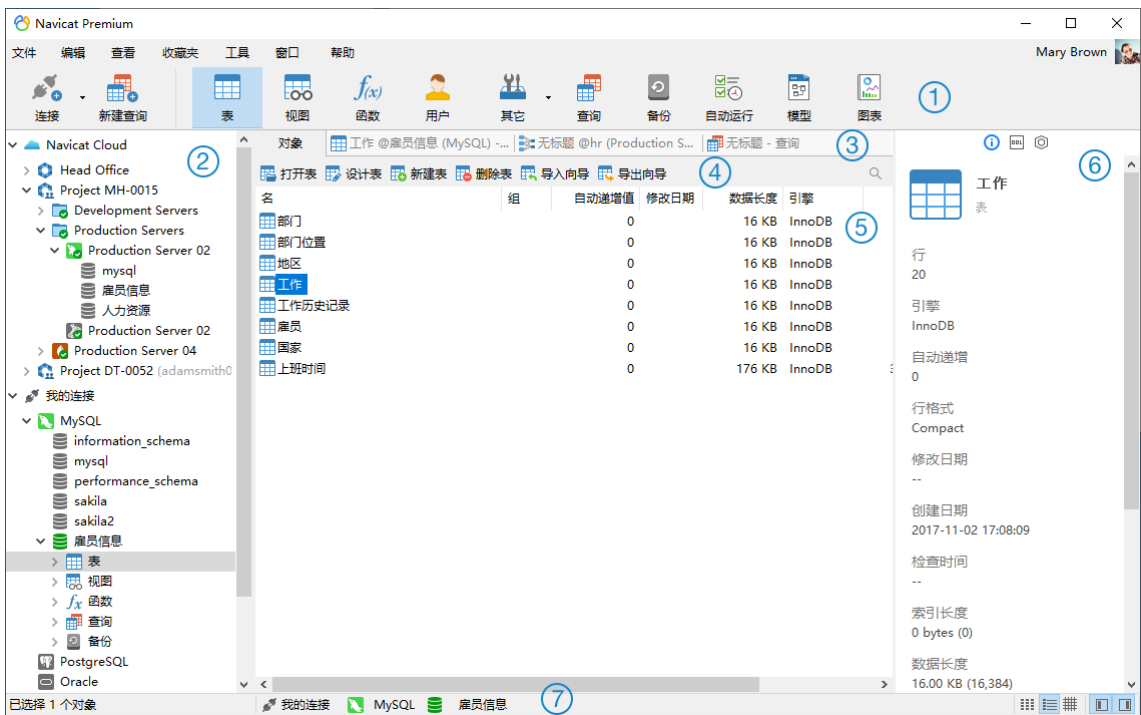 Navicat Premium
文件 编辑 查看 收藏夹 工具 窗口 帮助 Mary Brown
连接 新建查询 表 视图 函数 用户 其它 查询 备份 自动运行 模型 图表
①
Navicat Cloud
②
Head Office
Project MH-0015
Development Servers
Production Servers
Production Server 02
mysql
雇员信息
人力资源
Production Server 02
Production Server 04
Project DT-0052 (adamsmith0
我的连接
MySQL
information_schema
mysql
performance_schema
sakila
sakila2
雇员信息
表
视图
函数
查询
备份
PostgreSQL
Oracle
对象 工作 @雇员信息 (MySQL) -... 无标题 @hr (Production S... 无标题 - 查询
③
打开表 设计表 新建表 删除表 导入向导 导出向导
④
名 组 自动递增值 修改日期 数据长度 引擎
部门 0 16 KB InnoDB
⑤
部门位置 0 16 KB InnoDB
地区 0 16 KB InnoDB
工作 0 16 KB InnoDB
工作历史记录 0 16 KB InnoDB
雇员 0 16 KB InnoDB
国家 0 16 KB InnoDB
上班时间 0 176 KB InnoDB
DDL
⑥
工作
表
行
20
引擎
InnoDB
自动递增
0
行格式
Compact
修改日期
--
创建日期
2017-11-02 17:08:09
检查时间
--
索引长度
0 bytes (0)
数据长度
16.00 KB (16,384)
已选择 1 个对象 我的连接 MySQL 雇员信息
⑦